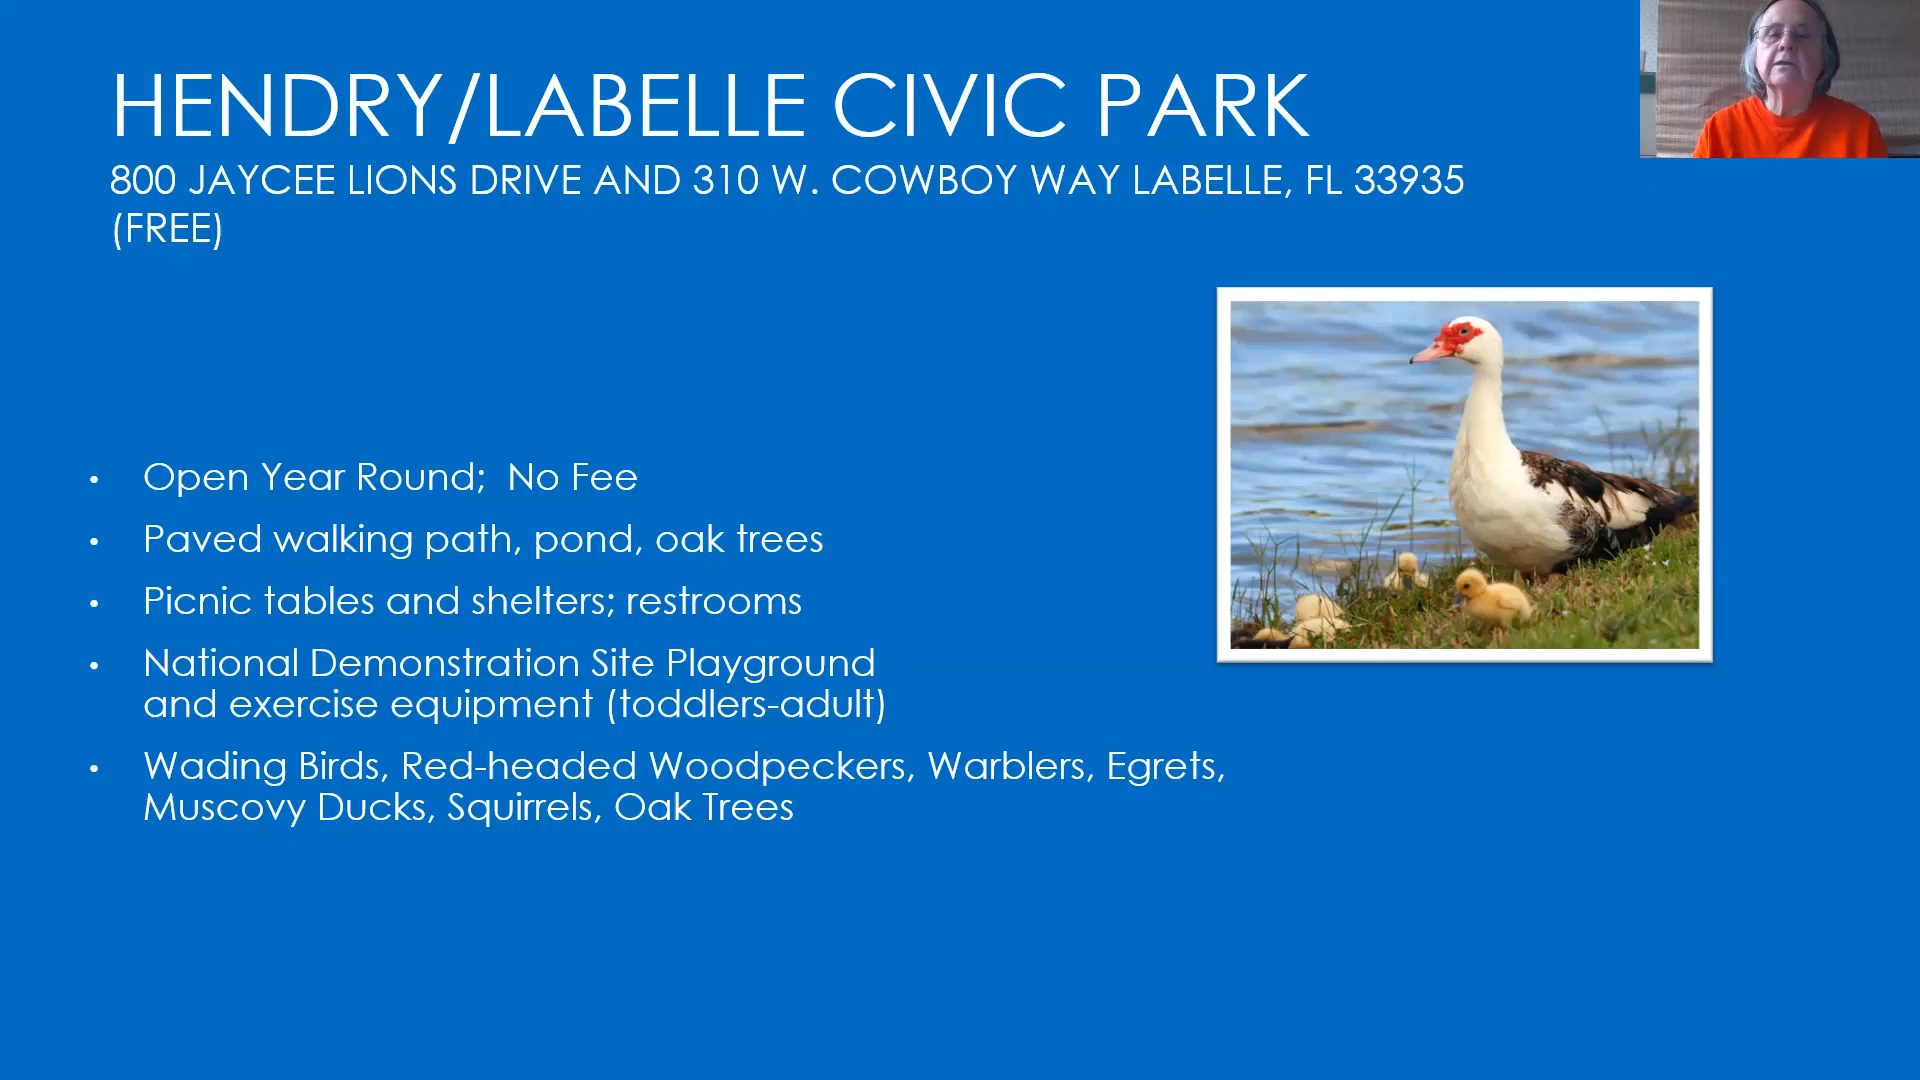 HENDRY/LABELLE CIVIC PARK
800 JAYCEE LIONS DRIVE AND 310 W. COWBOY WAY LABELLE, FL 33935
(FREE)
• Open Year Round;  No Fee
• Paved walking path, pond, oak trees
• Picnic tables and shelters; restrooms
• National Demonstration Site Playground
and exercise equipment (toddlers-adult)
• Wading Birds, Red-headed Woodpeckers, Warblers, Egrets,
Muscovy Ducks, Squirrels, Oak Trees